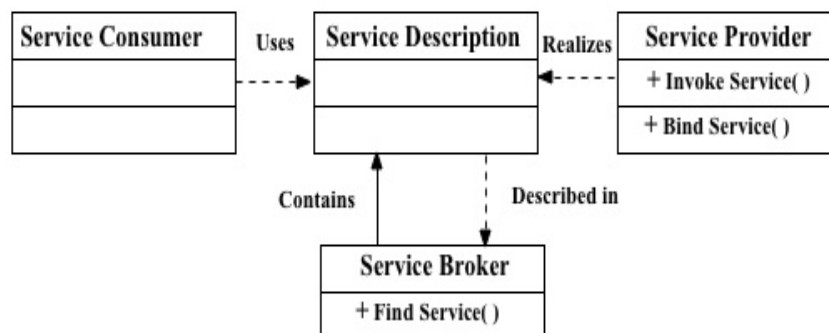 Service Consumer
Uses
Service Description
Realizes
Service Provider
+ Invoke Service( )
+ Bind Service( )
Contains
Described in
Service Broker
+ Find Service( )